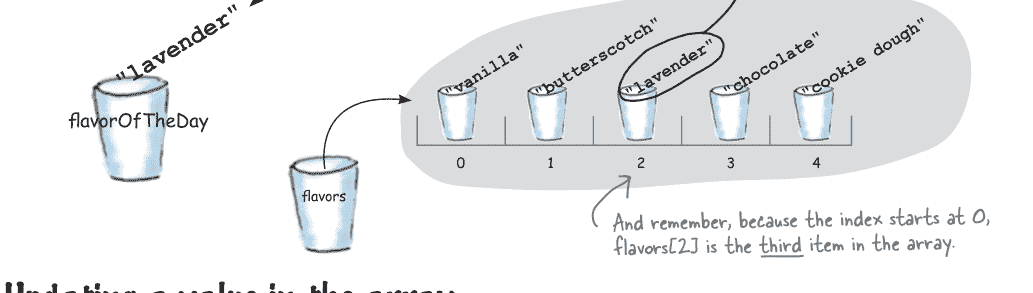 "lavender"
flavorOfTheDay
flavors
"vanilla"
"butterscotch"
"lavender"
"chocolate"
"cookie dough"
0 1 2 3 4
And remember, because the index starts at 0,
flavors[2] is the third item in the array.
Updating a value in the array